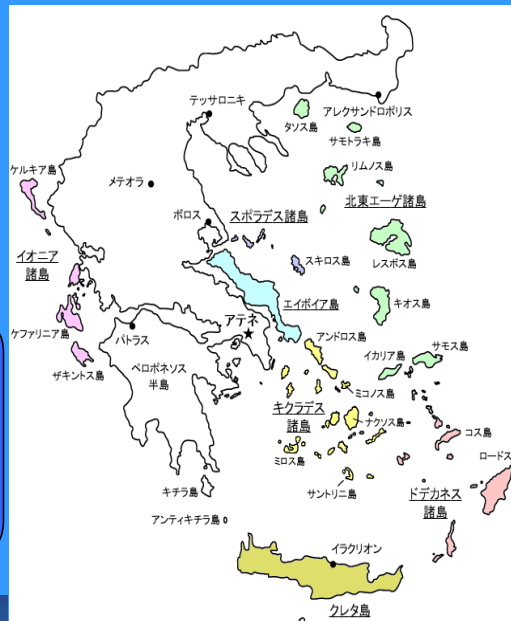 テッサロニキ
アレクサンドロポリス
タソス島
サモトラキ島
ケルキア島
リムノス島
メテオラ
北東エーゲ諸島
ボロス
スポラデス諸島
イオニア
諸島
スキロス島
レスボス島
エイボイア島
キオス島
アテネ
アンドロス島
ケファリニア島
パトラス
サモス島
イカリア島
ザキントス島
ペロポネソス
半島
ミコノス島
キクラデス
諸島
ナクソス島
コス島
ミロス島
ロードス
キチラ島
サントリニ島
ドデカネス
諸島
アンティキチラ島
イラクリオン
クレタ島